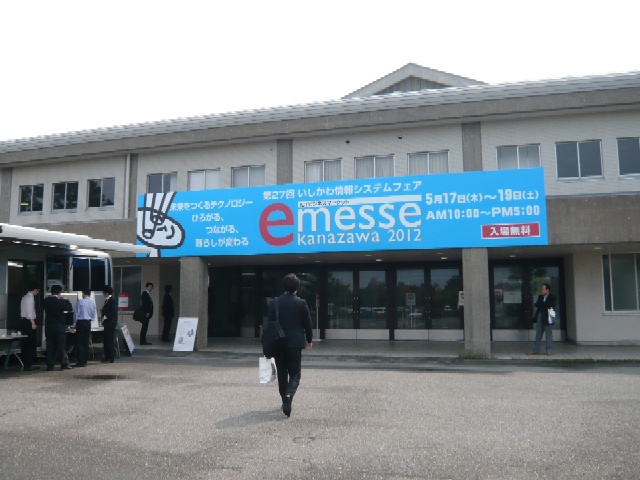 第27回 いしかわ情報システムフェア
未来をつくるテクノロジー
ひろがる、
つながる、
暮らしが変わる
emesse
kanazawa 2012
5月17日(木)〜19日(土)
AM10:00〜PM5:00
入場無料